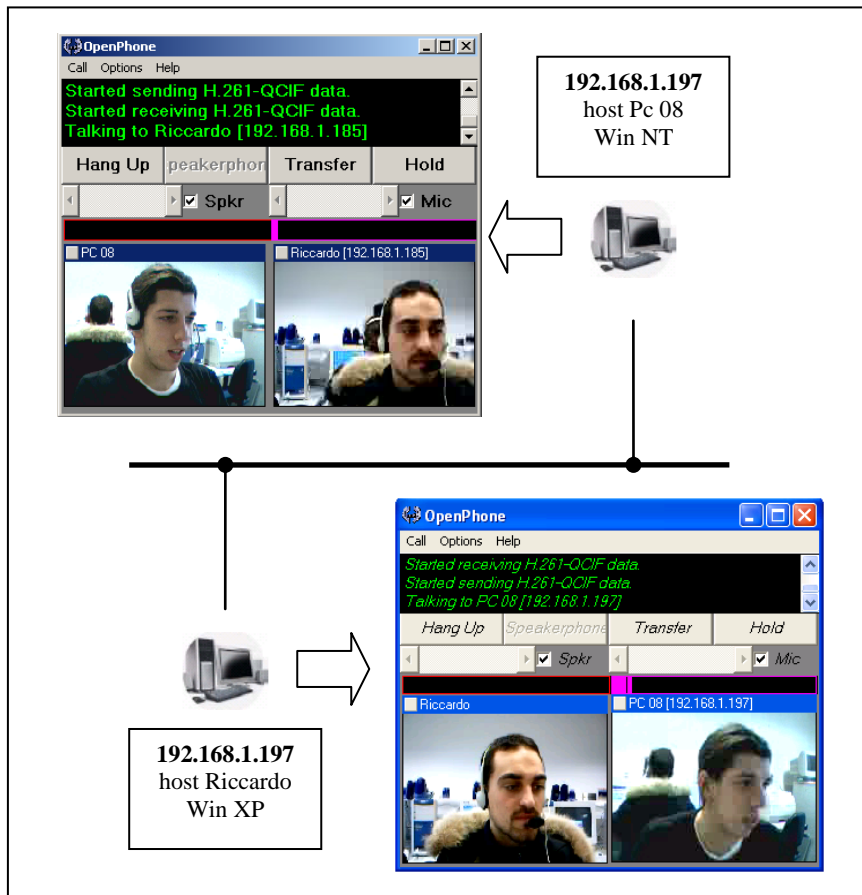 OpenPhone
Call Options Help
Started sending H.261-QCIF data.
Started receiving H.261-QCIF data.
Talking to Riccardo [192.168.1.185]
Hang Up peakerphon Transfer Hold
Spkr Mic
PC 08 Riccardo [192.168.1.185]
192.168.1.197
host Pc 08
Win NT
OpenPhone
Call Options Help
Started receiving H.261-QCIF data.
Started sending H.261-QCIF data.
Talking to PC 08 [192.168.1.197]
Hang Up Speakerphone Transfer Hold
Spkr Mic
Riccardo PC 08 [192.168.1.197]
192.168.1.197
host Riccardo
Win XP